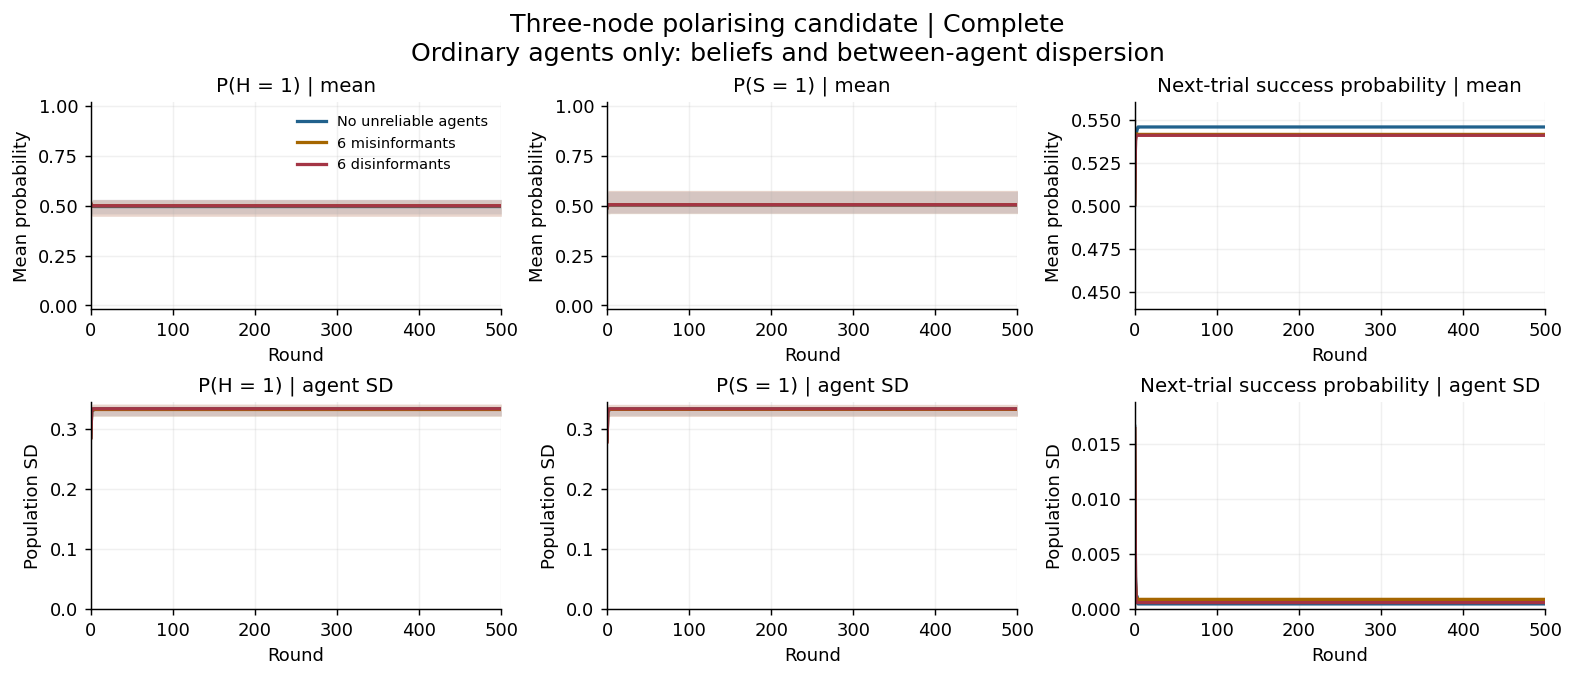 Three-node polarising candidate | Complete
Ordinary agents only: beliefs and between-agent dispersion
P(H = 1) | mean
Mean probability
1.00
0.75
0.50
0.25
0.00
No unreliable agents
6 misinformants
6 disinformants
0 100 200 300 400 500
Round
P(S = 1) | mean
Mean probability
1.00
0.75
0.50
0.25
0.00
0 100 200 300 400 500
Round
Next-trial success probability | mean
Mean probability
0.550
0.525
0.500
0.475
0.450
0 100 200 300 400 500
Round
P(H = 1) | agent SD
Population SD
0.3
0.2
0.1
0.0
0 100 200 300 400 500
Round
P(S = 1) | agent SD
Population SD
0.3
0.2
0.1
0.0
0 100 200 300 400 500
Round
Next-trial success probability | agent SD
Population SD
0.015
0.010
0.005
0.000
0 100 200 300 400 500
Round